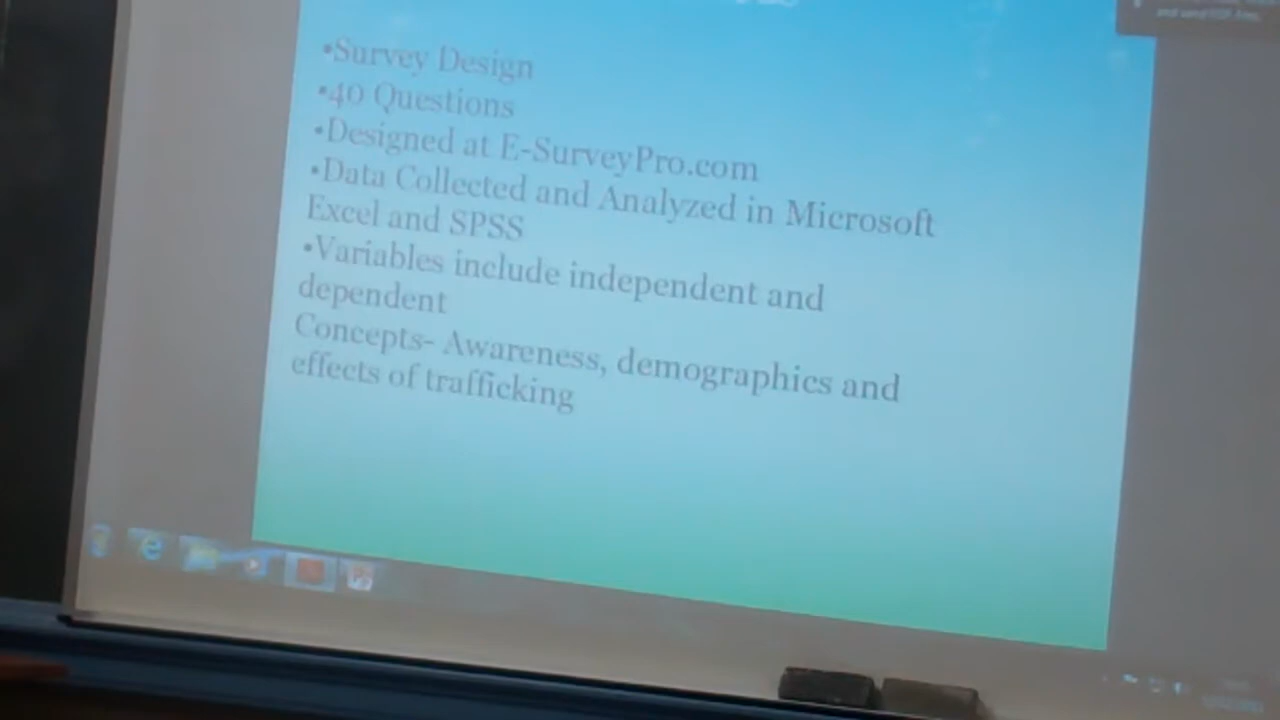 •Survey Design
•40 Questions
•Designed at E-SurveyPro.com
•Data Collected and Analyzed in Microsoft
Excel and SPSS
•Variables include independent and
dependent
Concepts- Awareness, demographics and
effects of trafficking